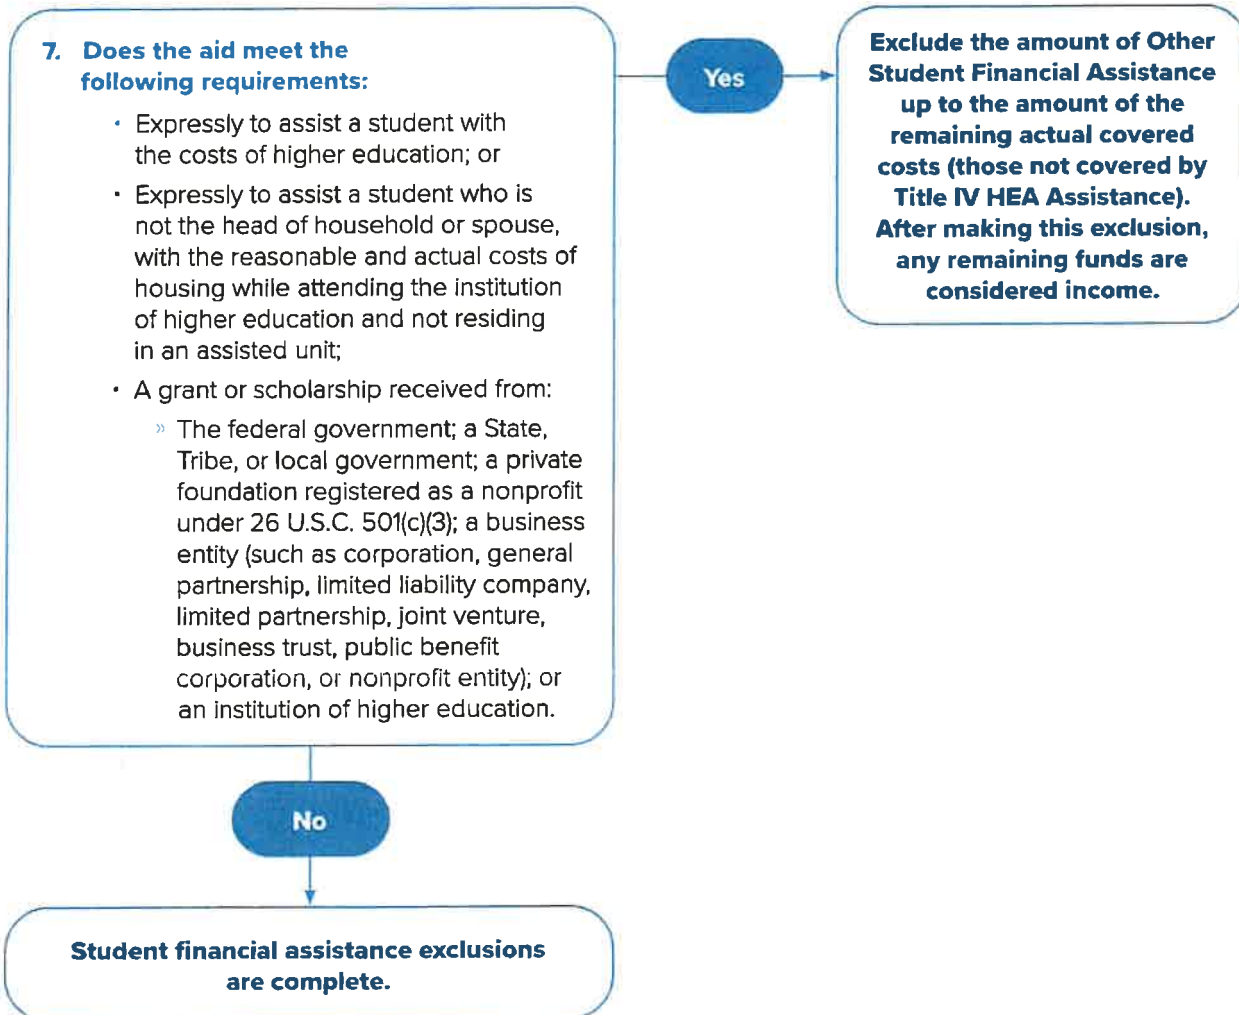 7. Does the aid meet the
following requirements:
• Expressly to assist a student with
the costs of higher education; or
• Expressly to assist a student who is
not the head of household or spouse,
with the reasonable and actual costs of
housing while attending the institution
of higher education and not residing
in an assisted unit;
• A grant or scholarship received from:
» The federal government; a State,
Tribe, or local government; a private
foundation registered as a nonprofit
under 26 U.S.C. 501(c)(3); a business
entity (such as corporation, general
partnership, limited liability company,
limited partnership, joint venture,
business trust, public benefit
corporation, or nonprofit entity); or
an institution of higher education.
Yes
Exclude the amount of Other
Student Financial Assistance
up to the amount of the
remaining actual covered
costs (those not covered by
Title IV HEA Assistance).
After making this exclusion,
any remaining funds are
considered income.
No
Student financial assistance exclusions
are complete.